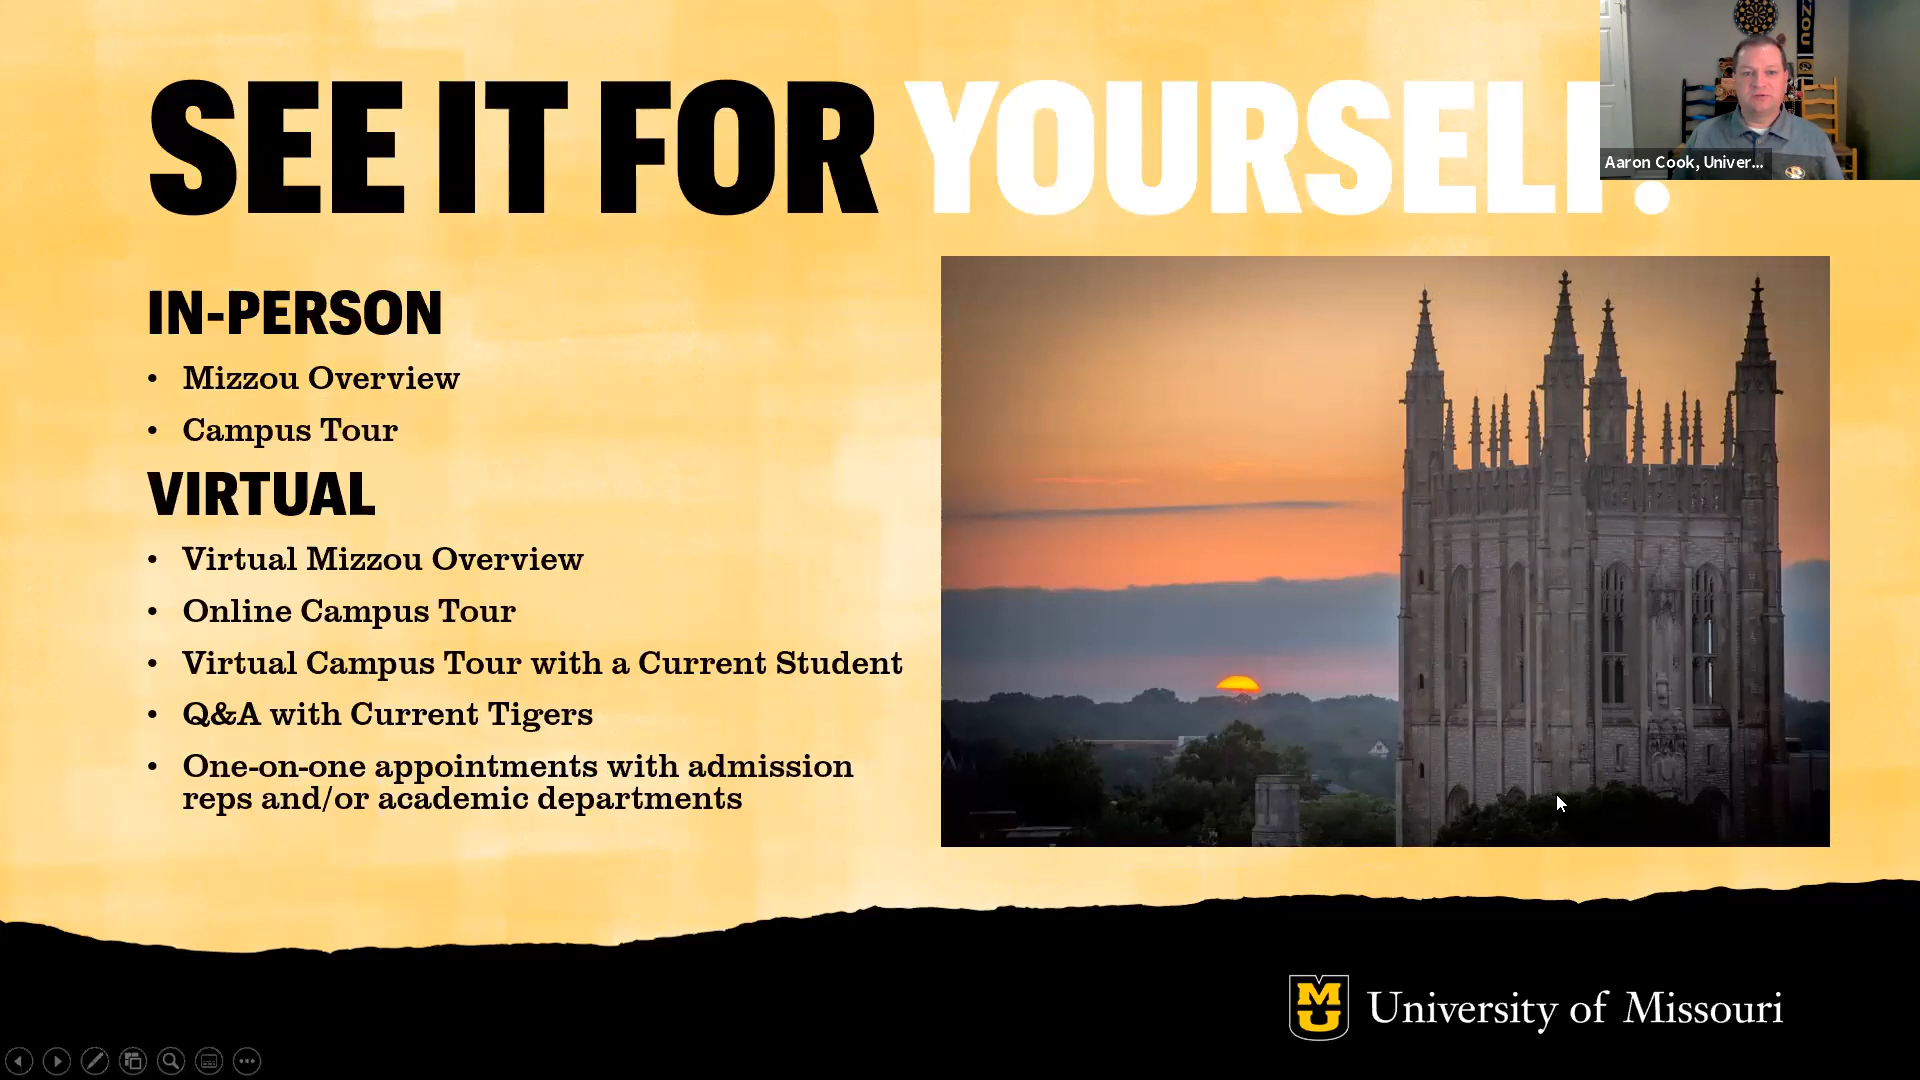 SEE IT FOR YOURSELF.
Aaron Cook, Univer...
IN-PERSON
• Mizzou Overview
• Campus Tour
VIRTUAL
• Virtual Mizzou Overview
• Online Campus Tour
• Virtual Campus Tour with a Current Student
• Q&A with Current Tigers
• One-on-one appointments with admission
reps and/or academic departments
MU University of Missouri